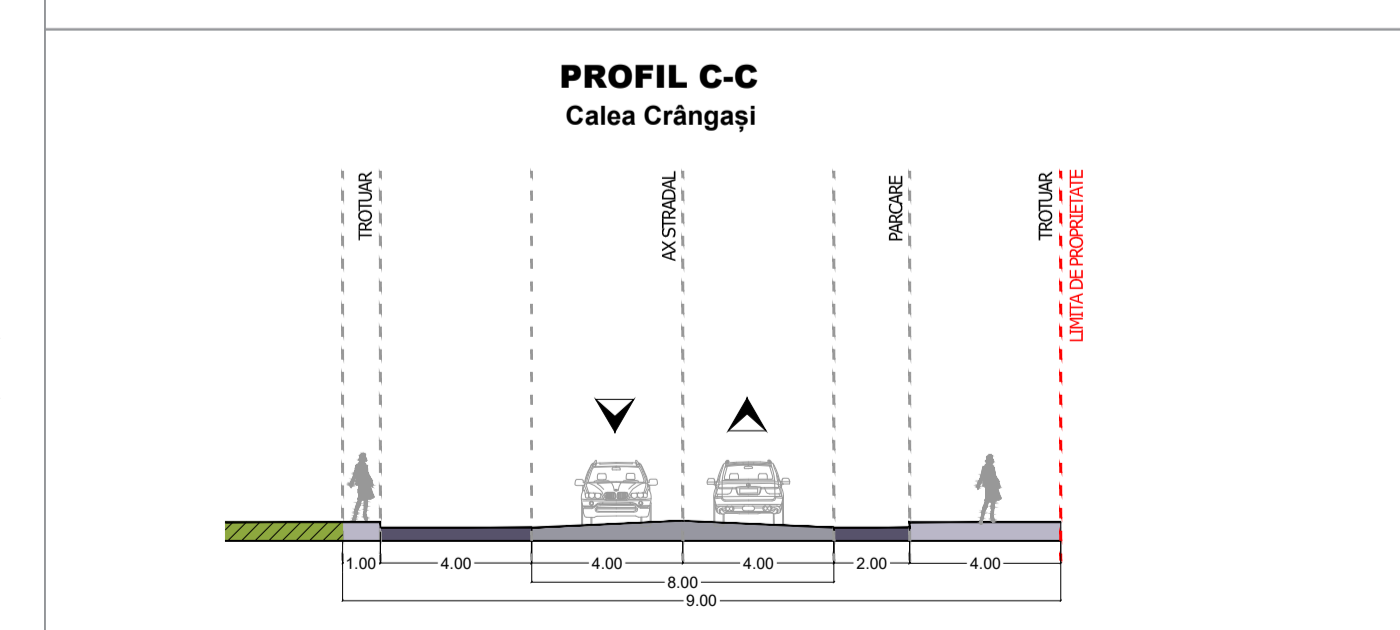 PROFIL C-C
Calea Crângași
TROTUAR
AX STRADAL
PARCARE
TROTUAR
LIMITA DE PROPRIETATE
1.00
4.00
4.00
4.00
2.00
4.00
8.00
9.00